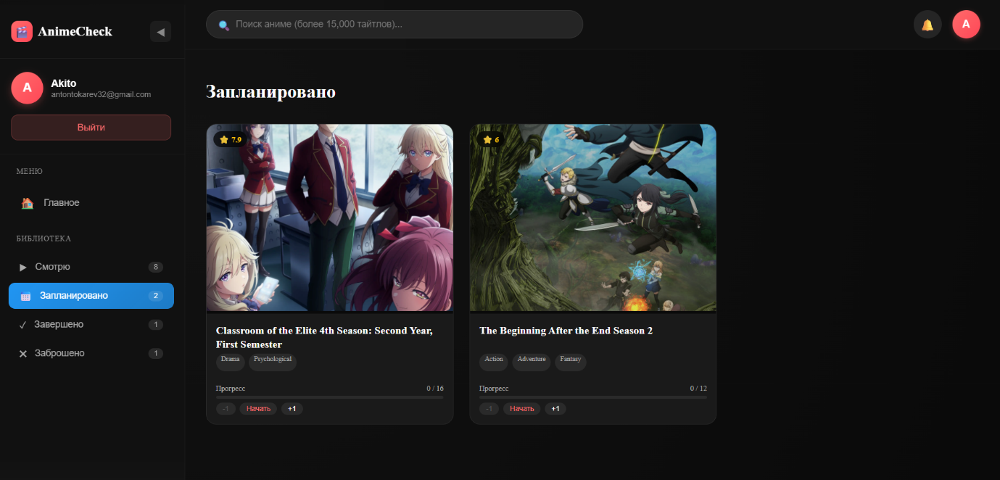 AnimeCheck
Поиск аниме (более 15,000 тайтлов)...
A
A
Akito
antontokarev32@gmail.com
Выйти
МЕНЮ
Главное
БИБЛИОТЕКА
Смотрю 8
Запланировано 2
Завершено 1
Заброшено 1
Запланировано
7.9
Classroom of the Elite 4th Season: Second Year,
First Semester
Drama Psychological
Прогресс 0 / 16
-1 Начать +1
6
The Beginning After the End Season 2
Action Adventure Fantasy
Прогресс 0 / 12
-1 Начать +1